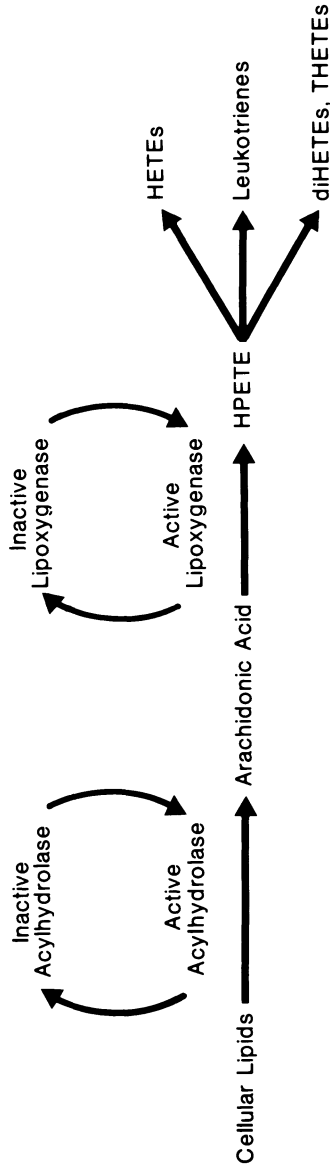 Inactive
Acylhydrolase
Active
Acylhydrolase
Inactive
Lipoxygenase
Active
Lipoxygenase
Cellular Lipids
Arachidonic Acid
HPETE
HETEs
Leukotrienes
diHETEs, THETEs